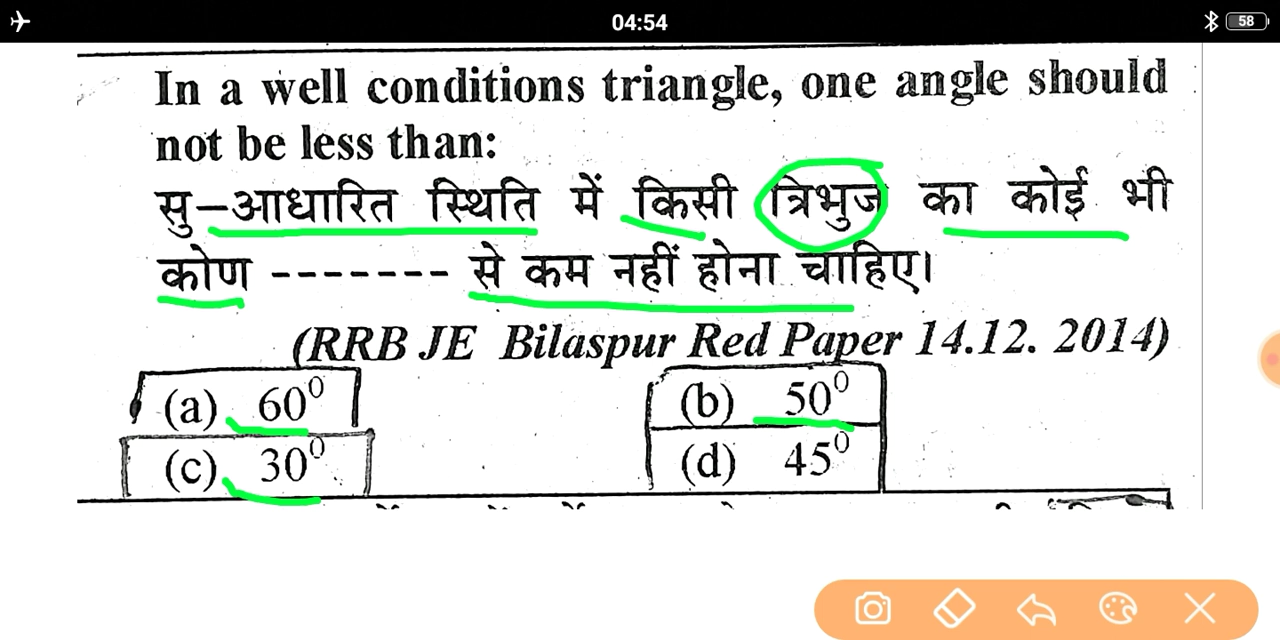 04:54
58
In a well conditions triangle, one angle should
not be less than:
सु–आधारित स्थिति में किसी त्रिभुज का कोई भी
कोण ------- से कम नहीं होना चाहिए।
(RRB JE Bilaspur Red Paper 14.12. 2014)
(a) 60⁰ (b) 50⁰
(c) 30⁰ (d) 45⁰